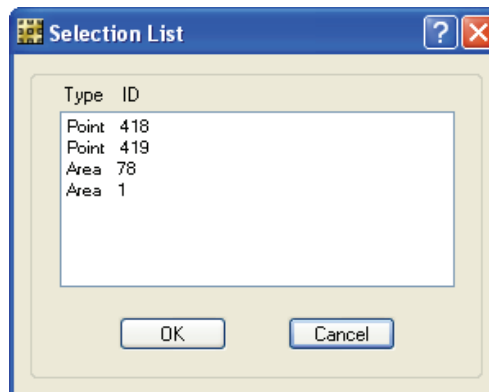 Selection List
Type ID
Point 418
Point 419
Area 78
Area 1
OK Cancel